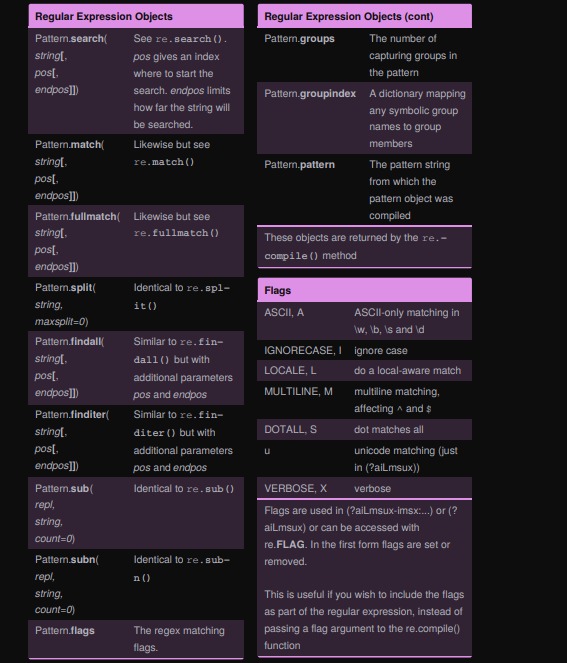 Regular Expression Objects
Pattern.search( See re.search().
string[, pos gives an index
pos[, where to start the
endpos]]) search. endpos limits
how far the string will
be searched.
Pattern.match( Likewise but see
string[, re.match()
pos[,
endpos]])
Pattern.fullmatch( Likewise but see
string[, re.fullmatch()
pos[,
endpos]])
Pattern.split( Identical to re.spl-
string, it()
maxsplit=0)
Pattern.findall( Similar to re.fin-
string[, dall() but with
pos[, additional parameters
endpos]]) pos and endpos
Pattern.finditer( Similar to re.fin-
string[, diter() but with
pos[, additional parameters
endpos]]) pos and endpos
Pattern.sub( Identical to re.sub()
repl,
string,
count=0)
Pattern.subn( Identical to re.sub-
repl, n()
string,
count=0)
Pattern.flags The regex matching
flags.
Regular Expression Objects (cont)
Pattern.groups The number of
capturing groups in
the pattern
Pattern.groupindex A dictionary mapping
any symbolic group
names to group
members
Pattern.pattern The pattern string
from which the
pattern object was
compiled
These objects are returned by the re.-
compile() method
Flags
ASCII, A ASCII-only matching in
\w, \b, \s and \d
IGNORECASE, I ignore case
LOCALE, L do a local-aware match
MULTILINE, M multiline matching,
affecting ^ and $
DOTALL, S dot matches all
u unicode matching (just
in (?aiLmsux))
VERBOSE, X verbose
Flags are used in (?aiLmsux-imsx:...) or (?
aiLmsux) or can be accessed with
re.FLAG. In the first form flags are set or
removed.
This is useful if you wish to include the flags
as part of the regular expression, instead of
passing a flag argument to the re.compile()
function